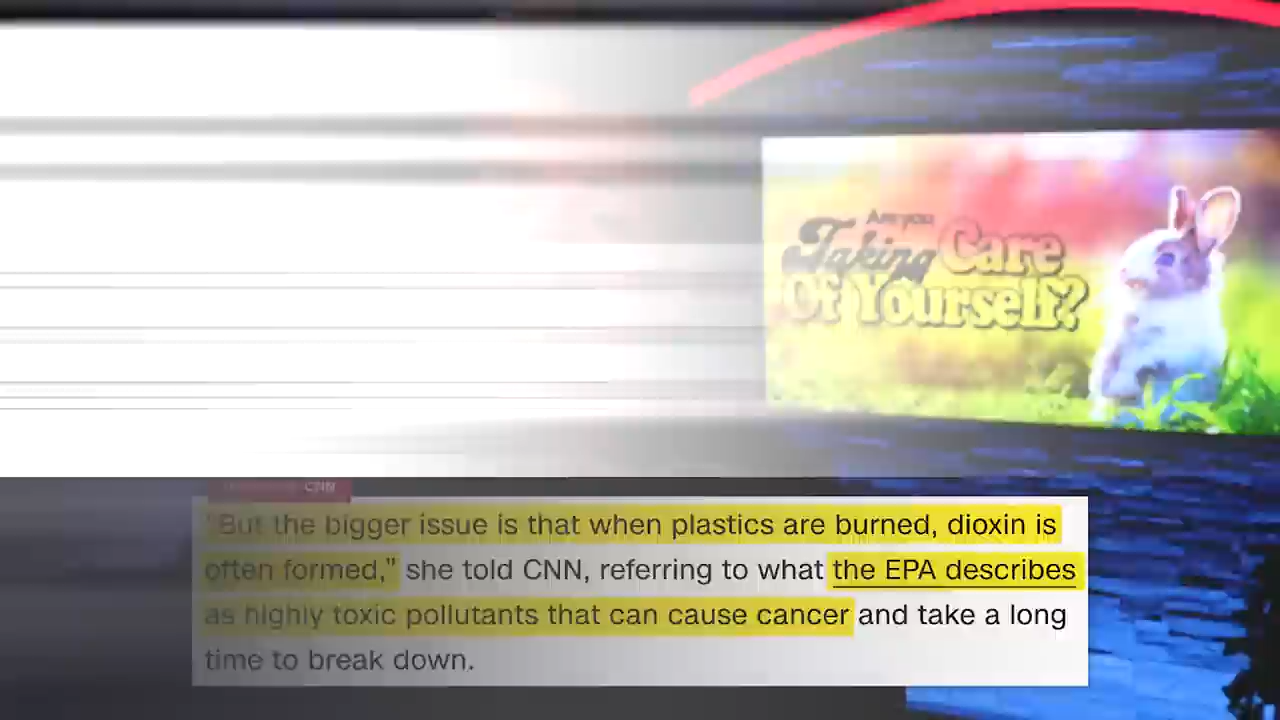 Are you
Taking Care
Of Yourself?
CNN
"But the bigger issue is that when plastics are burned, dioxin is
often formed," she told CNN, referring to what the EPA describes
as highly toxic pollutants that can cause cancer and take a long
time to break down.